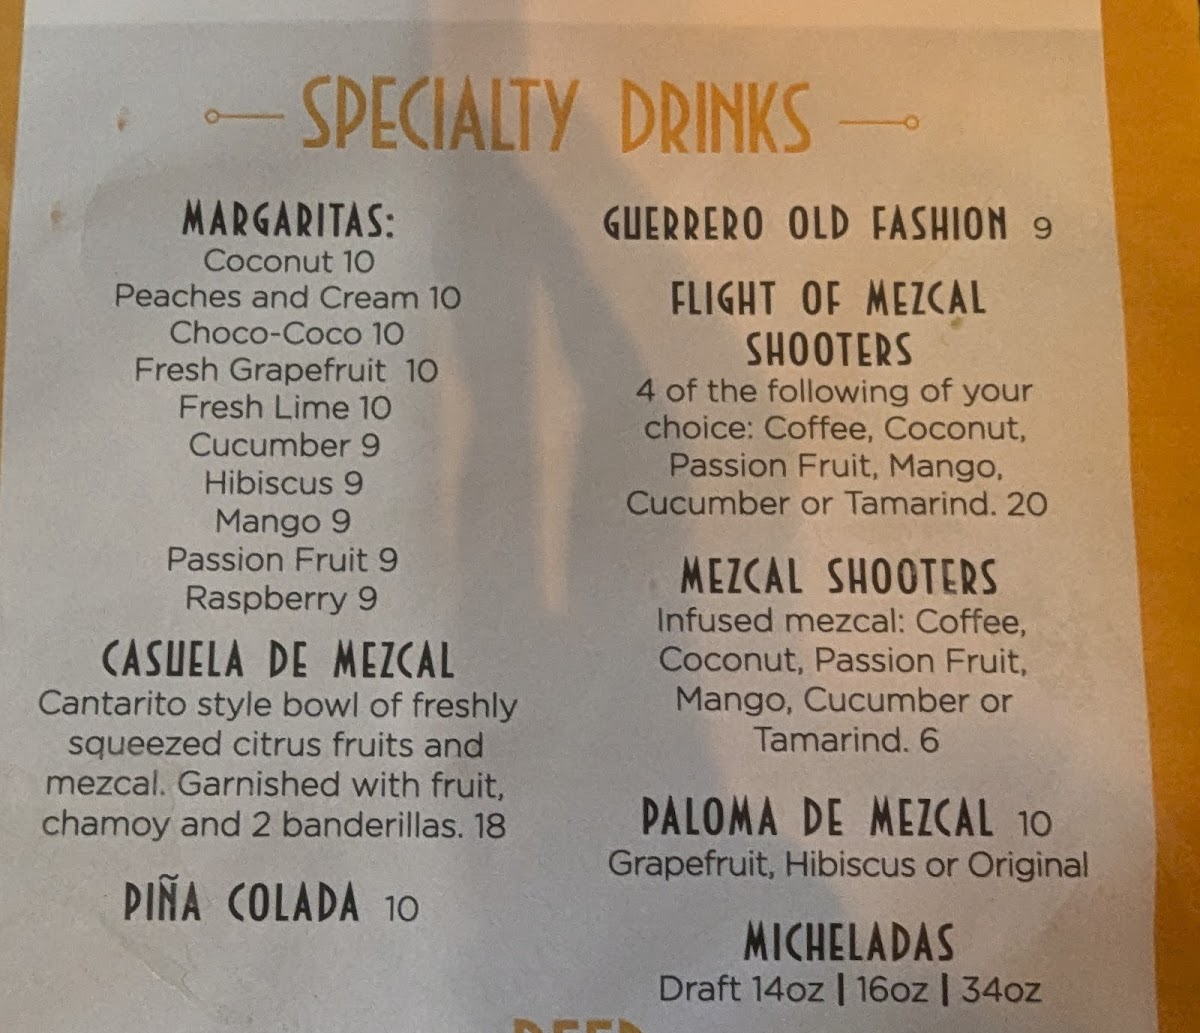 SPECIALTY DRINKS
MARGARITAS:
Coconut 10
Peaches and Cream 10
Choco-Coco 10
Fresh Grapefruit 10
Fresh Lime 10
Cucumber 9
Hibiscus 9
Mango 9
Passion Fruit 9
Raspberry 9
CASUELA DE MEZCAL
Cantarito style bowl of freshly
squeezed citrus fruits and
mezcal. Garnished with fruit,
chamoy and 2 banderillas. 18
PIÑA COLADA 10
GUERRERO OLD FASHION 9
FLIGHT OF MEZCAL
SHOOTERS
4 of the following of your
choice: Coffee, Coconut,
Passion Fruit, Mango,
Cucumber or Tamarind. 20
MEZCAL SHOOTERS
Infused mezcal: Coffee,
Coconut, Passion Fruit,
Mango, Cucumber or
Tamarind. 6
PALOMA DE MEZCAL 10
Grapefruit, Hibiscus or Original
MICHELADAS
Draft 14oz | 16oz | 34oz
BEER